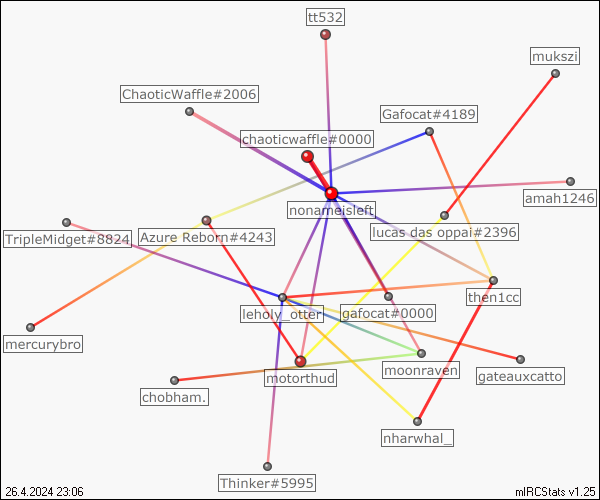 tt532
mukszi
ChaoticWaffle#2006
Gafocat#4189
chaoticwaffle#0000
amah1246
nonameisleft
lucas das oppai#2396
TripleMidget#8824
Azure Reborn#4243
then1cc
leholy_otter
gafocat#0000
mercurybro
moonraven
motorthud
gateauxcatto
chobham.
nharwhal_
Thinker#5995
26.4.2024 23:06
mIRCStats v1.25